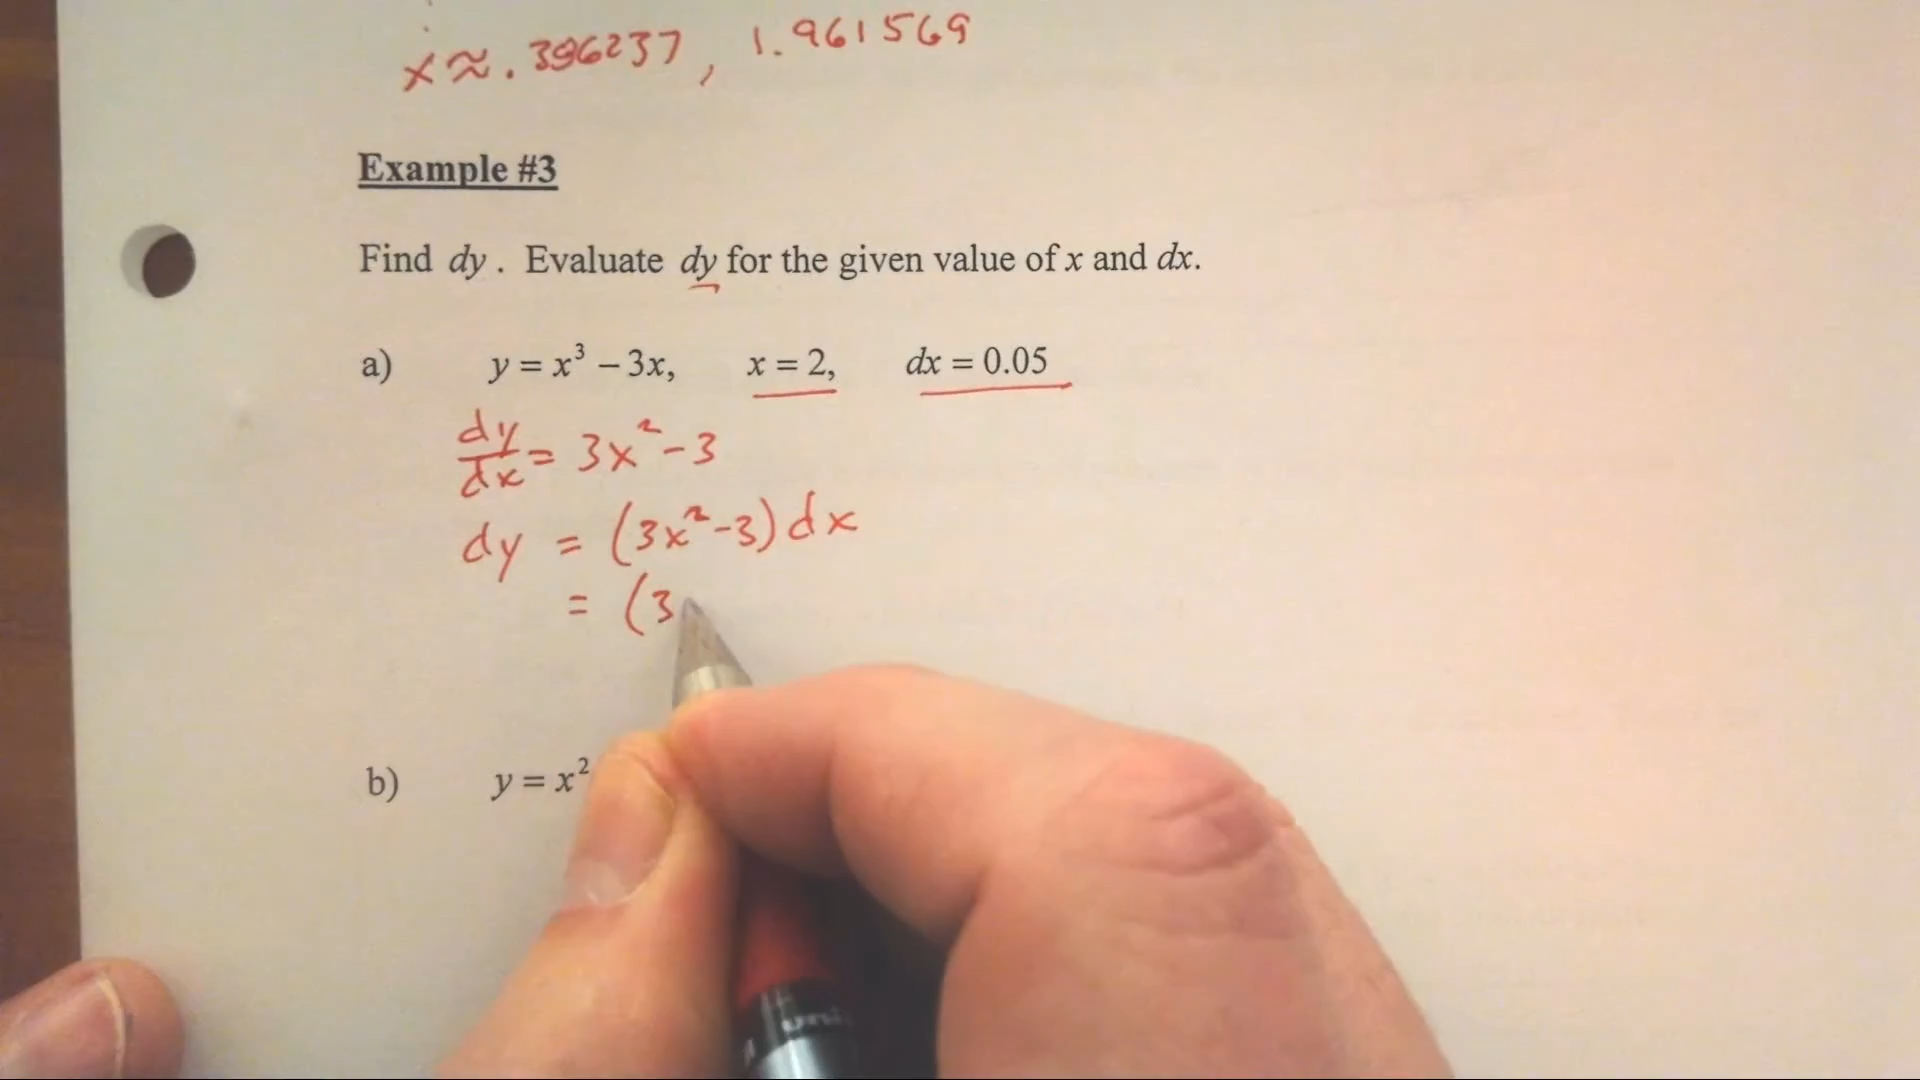 x ≈ .396237, 1.961569
Example #3
Find dy. Evaluate dy for the given value of x and dx.
a) y = x³ – 3x, x = 2, dx = 0.05
dy/dx = 3x² - 3
dy = (3x² - 3) dx
= (3
b) y = x²
uni